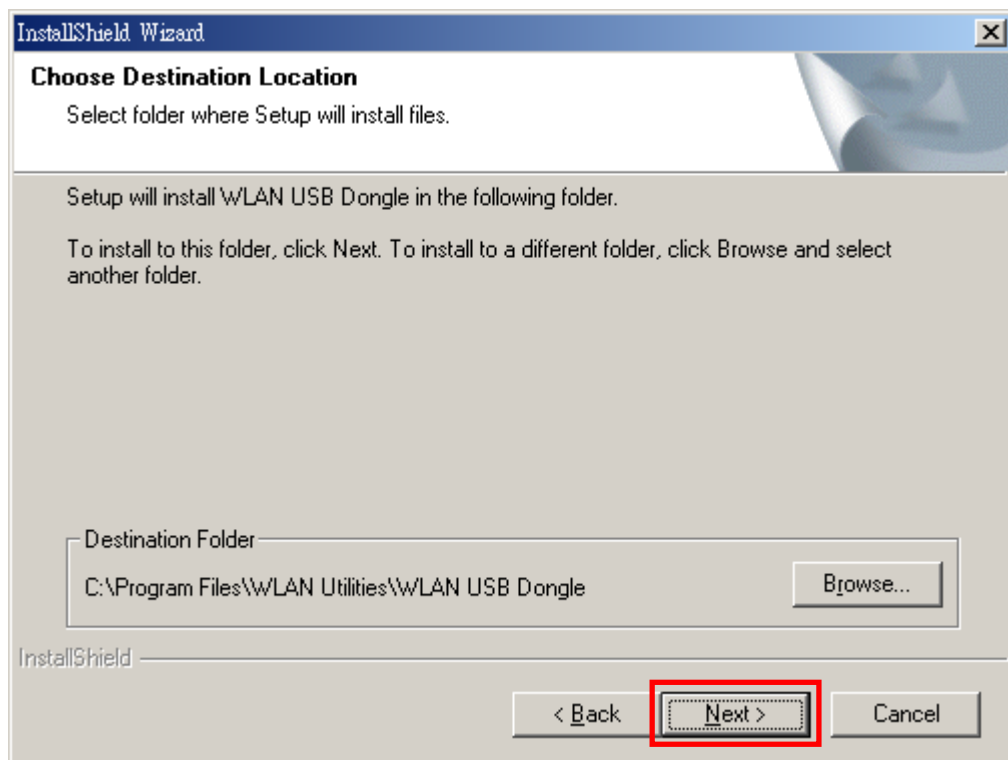 InstallShield Wizard
Choose Destination Location
Select folder where Setup will install files.
Setup will install WLAN USB Dongle in the following folder.
To install to this folder, click Next. To install to a different folder, click Browse and select
another folder.
Destination Folder
C:\Program Files\WLAN Utilities\WLAN USB Dongle
Browse...
InstallShield
< Back
Next >
Cancel